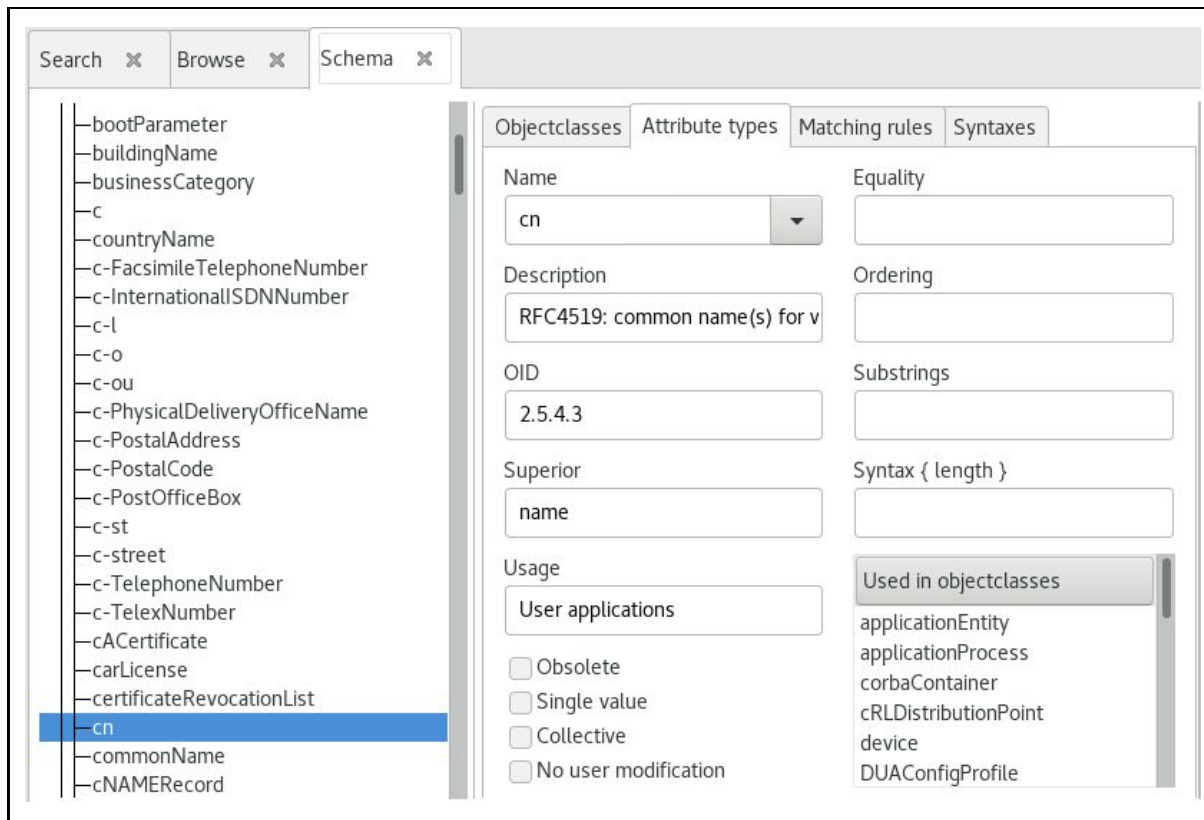 Search
Browse
Schema
bootParameter
buildingName
businessCategory
c
countryName
c-FacsimileTelephoneNumber
c-InternationalISDNNumber
c-l
c-o
c-ou
c-PhysicalDeliveryOfficeName
c-PostalAddress
c-PostalCode
c-PostOfficeBox
c-st
c-street
c-TelephoneNumber
c-TelexNumber
cACertificate
carLicense
certificateRevocationList
cn
commonName
cNAMERecord
Objectclasses
Attribute types
Matching rules
Syntaxes
Name
cn
Description
RFC4519: common name(s) for w
OID
2.5.4.3
Superior
name
Usage
User applications
Obsolete
Single value
Collective
No user modification
Equality
Ordering
Substrings
Syntax { length }
Used in objectclasses
applicationEntity
applicationProcess
corbaContainer
cRLDistributionPoint
device
DUAConfigProfile